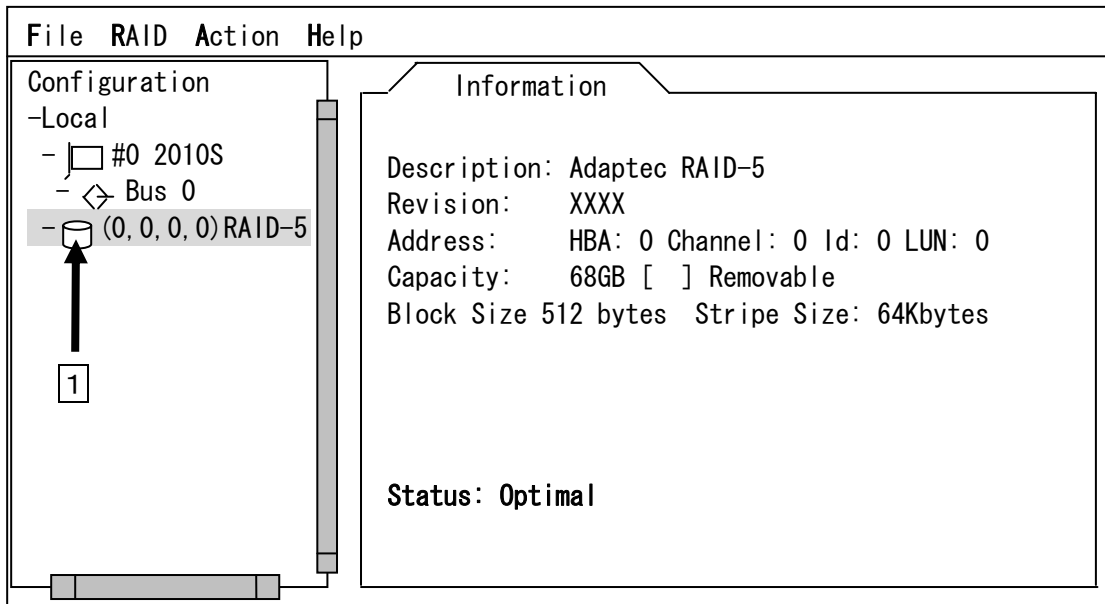 File RAID Action Help
Configuration
-Local
- #0 2010S
- Bus 0
- (0,0,0,0)RAID-5
1
Information
Description: Adaptec RAID-5
Revision: XXXX
Address: HBA: 0 Channel: 0 Id: 0 LUN: 0
Capacity: 68GB [ ] Removable
Block Size 512 bytes Stripe Size: 64Kbytes
Status: Optimal